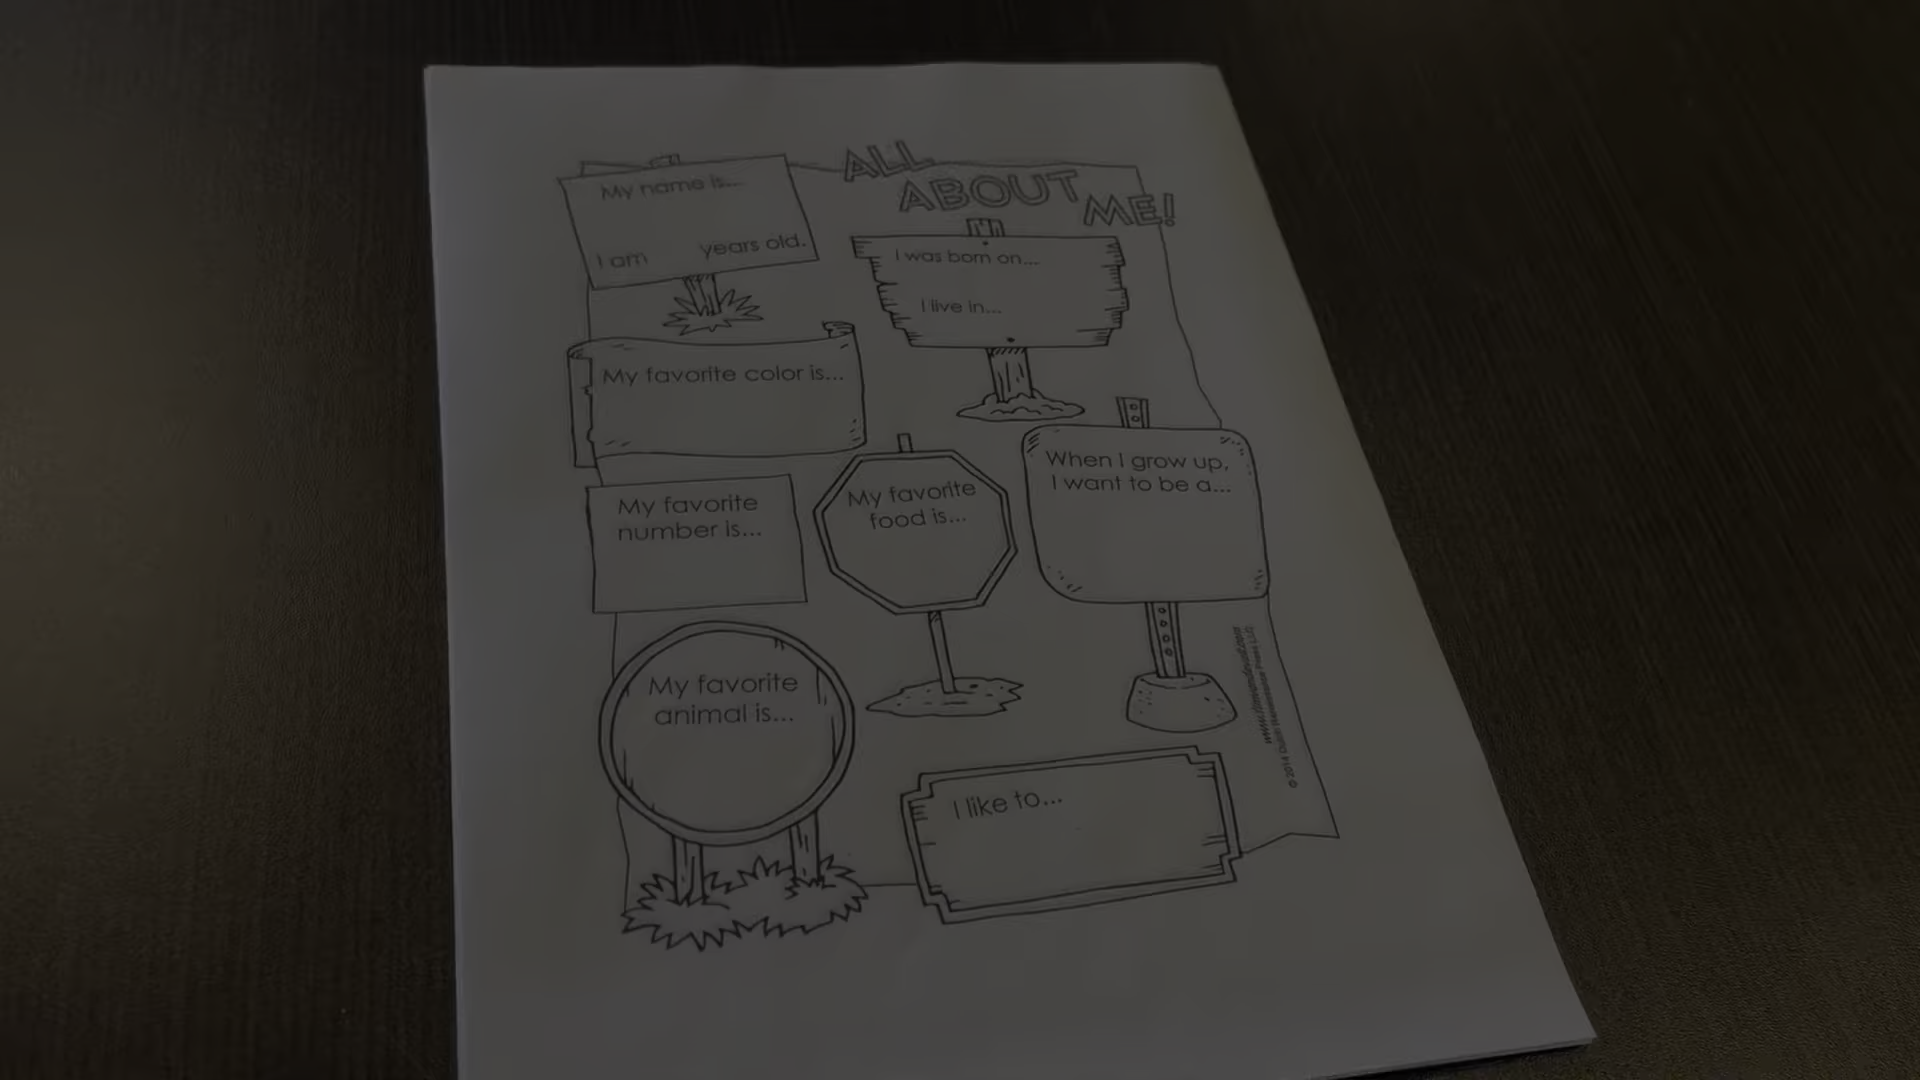 ALL
ABOUT
ME!
My name is...
I am years old.
I was born on...
I live in...
My favorite color is...
My favorite
number is...
My favorite
food is...
When I grow up,
I want to be a...
My favorite
animal is...
I like to...
© 2014